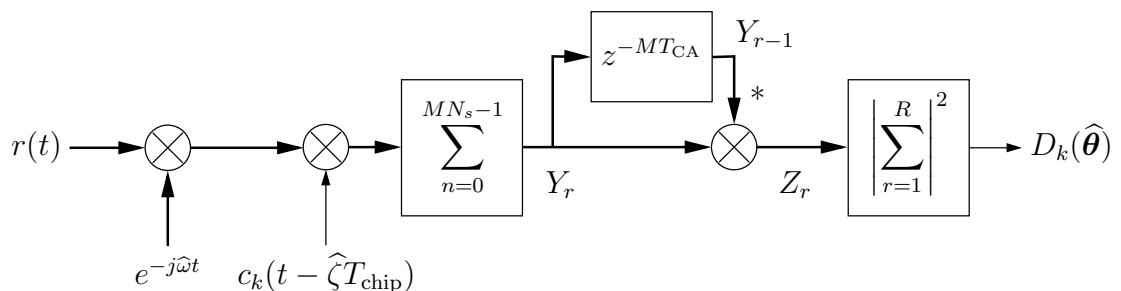 r(t)
e^{-j\widehat{\omega}t}
c_k(t - \widehat{\zeta}T_{\text{chip}})
\sum_{n=0}^{MN_s-1}
Y_r
z^{-MT_{\text{CA}}}
Y_{r-1}
*
Z_r
\left|\sum_{r=1}^{R}\right|^2
D_k(\widehat{\boldsymbol{\theta}})